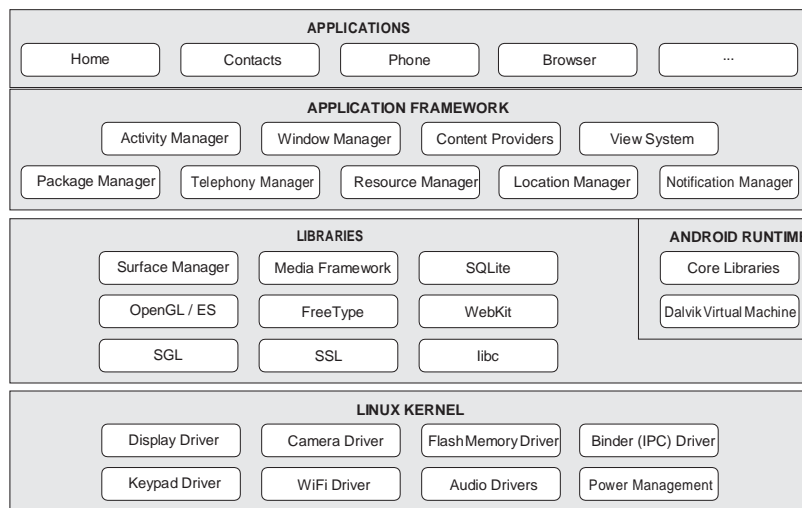 APPLICATIONS
Home Contacts Phone Browser ...
APPLICATION FRAMEWORK
Activity Manager Window Manager Content Providers View System
Package Manager Telephony Manager Resource Manager Location Manager Notification Manager
LIBRARIES ANDROID RUNTIME
Surface Manager Media Framework SQLite Core Libraries
OpenGL / ES FreeType WebKit Dalvik Virtual Machine
SGL SSL libc
LINUX KERNEL
Display Driver Camera Driver Flash Memory Driver Binder (IPC) Driver
Keypad Driver WiFi Driver Audio Drivers Power Management